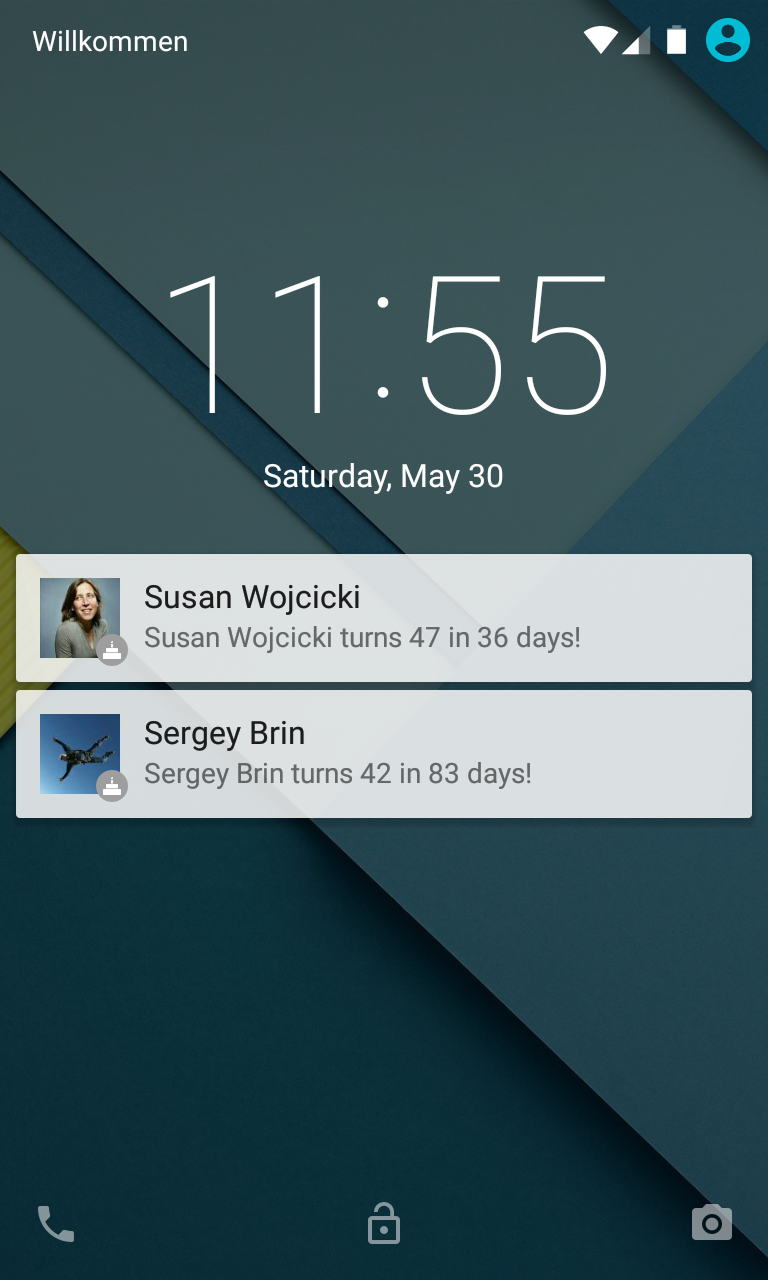 Willkommen
11:55
Saturday, May 30
Susan Wojcicki
Susan Wojcicki turns 47 in 36 days!
Sergey Brin
Sergey Brin turns 42 in 83 days!